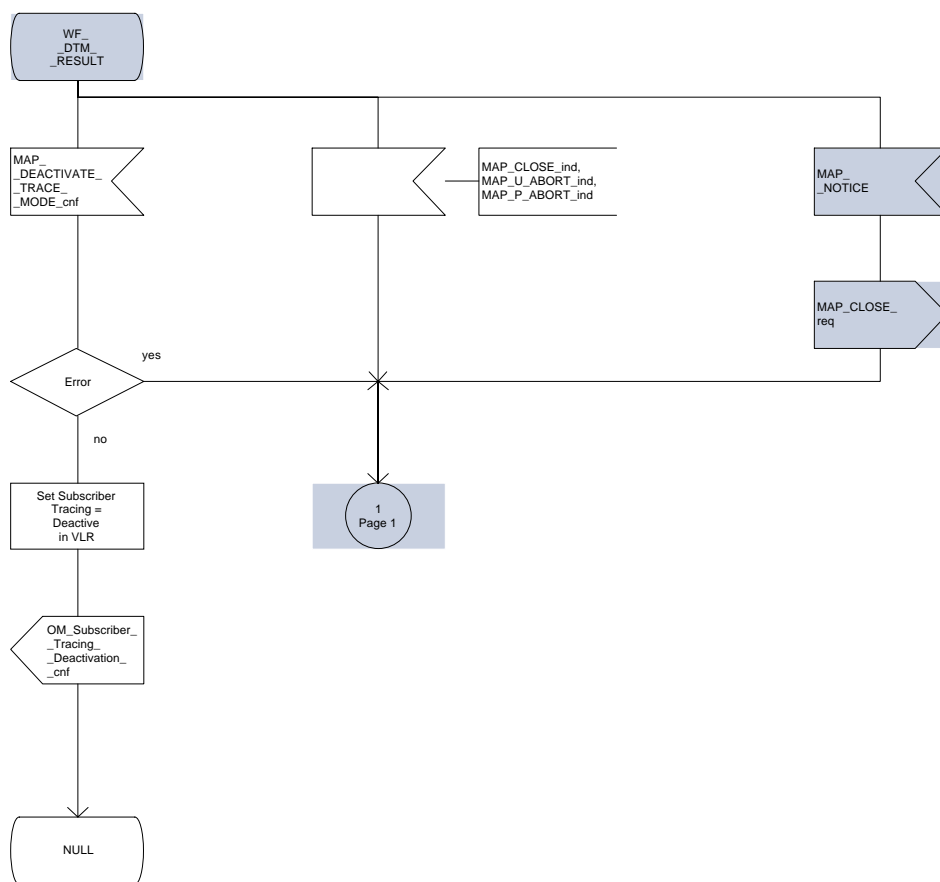 WF_
_DTM_
_RESULT
MAP_
_DEACTIVATE_
_TRACE_
_MODE_cnf
MAP_CLOSE_ind,
MAP_U_ABORT_ind,
MAP_P_ABORT_ind
MAP_
_NOTICE
MAP_CLOSE_
req
yes
Error
no
Set Subscriber
Tracing =
Deactive
in VLR
1
Page 1
OM_Subscriber_
_Tracing_
_Deactivation_
_cnf
NULL